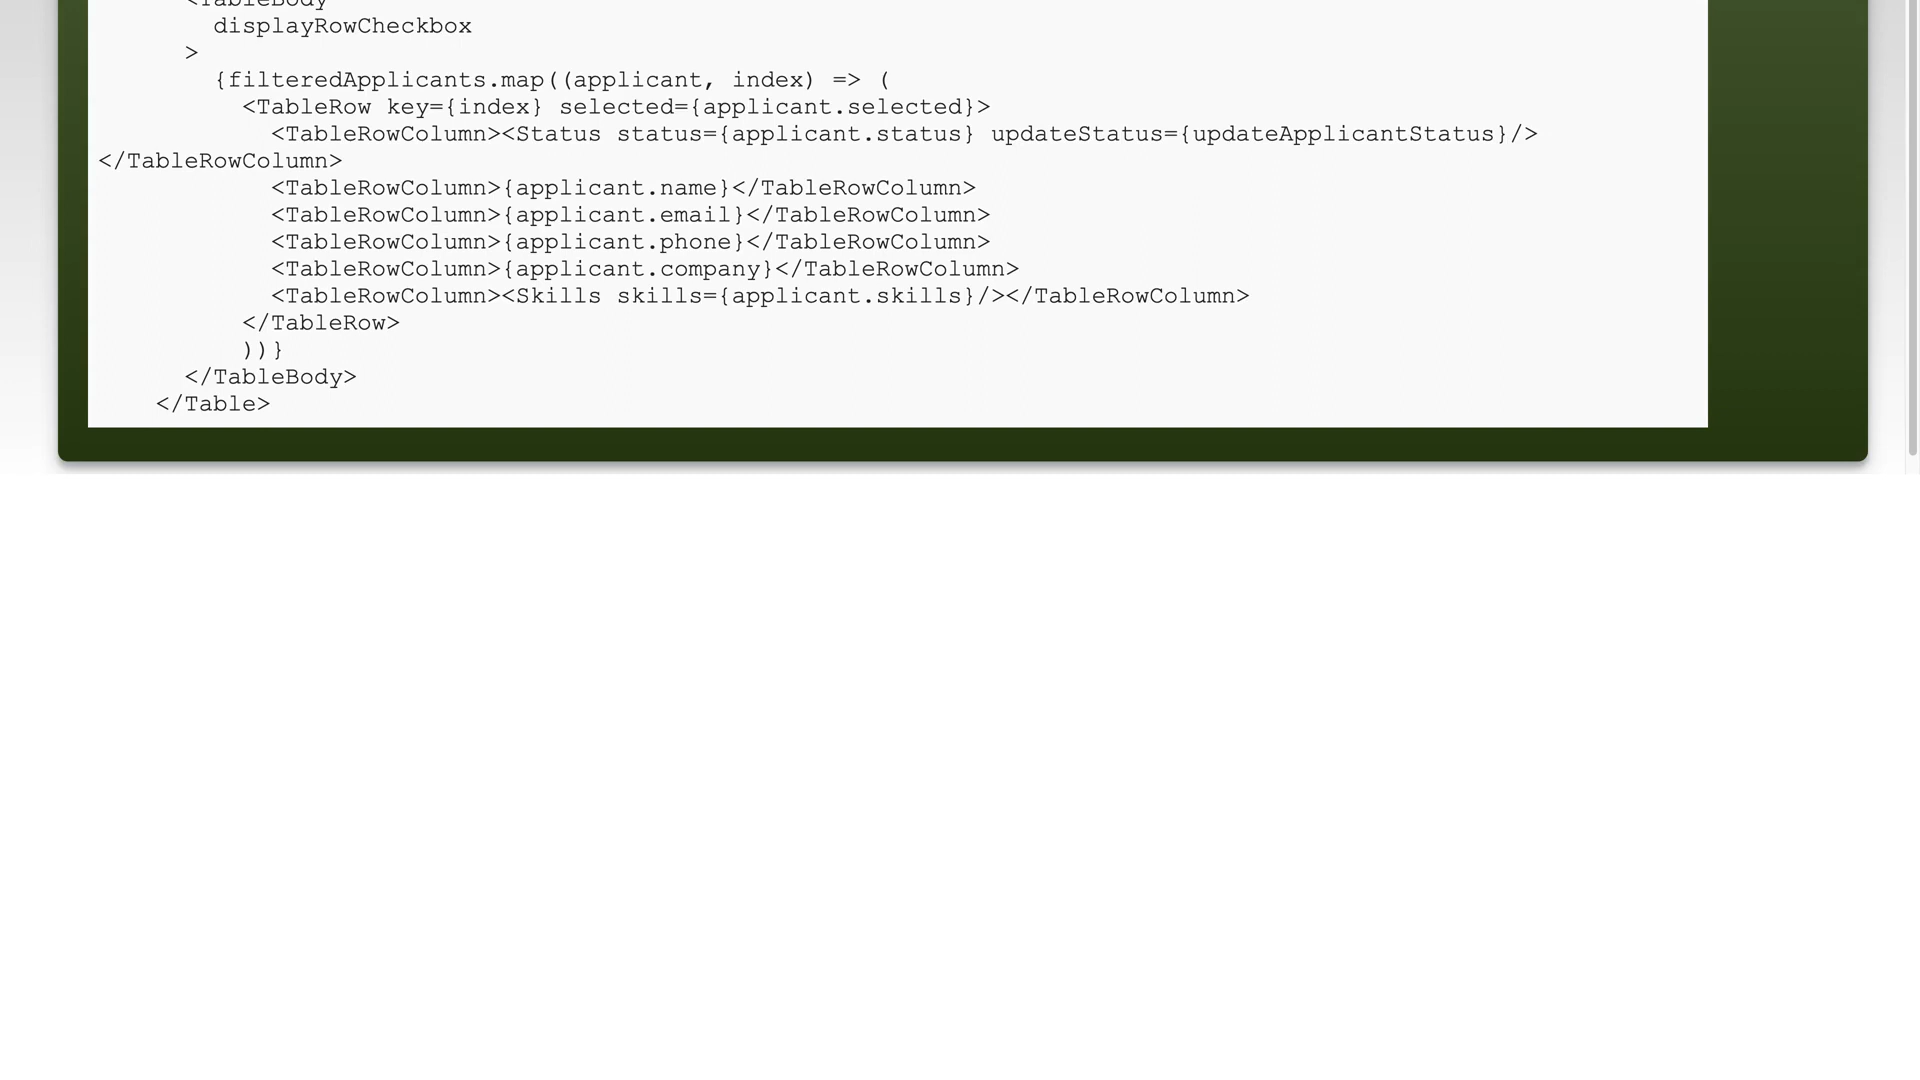 <TableBody
displayRowCheckbox
>
{filteredApplicants.map((applicant, index) => (
<TableRow key={index} selected={applicant.selected}>
<TableRowColumn><Status status={applicant.status} updateStatus={updateApplicantStatus}/>
</TableRowColumn>
<TableRowColumn>{applicant.name}</TableRowColumn>
<TableRowColumn>{applicant.email}</TableRowColumn>
<TableRowColumn>{applicant.phone}</TableRowColumn>
<TableRowColumn>{applicant.company}</TableRowColumn>
<TableRowColumn><Skills skills={applicant.skills}/></TableRowColumn>
</TableRow>
))}
</TableBody>
</Table>